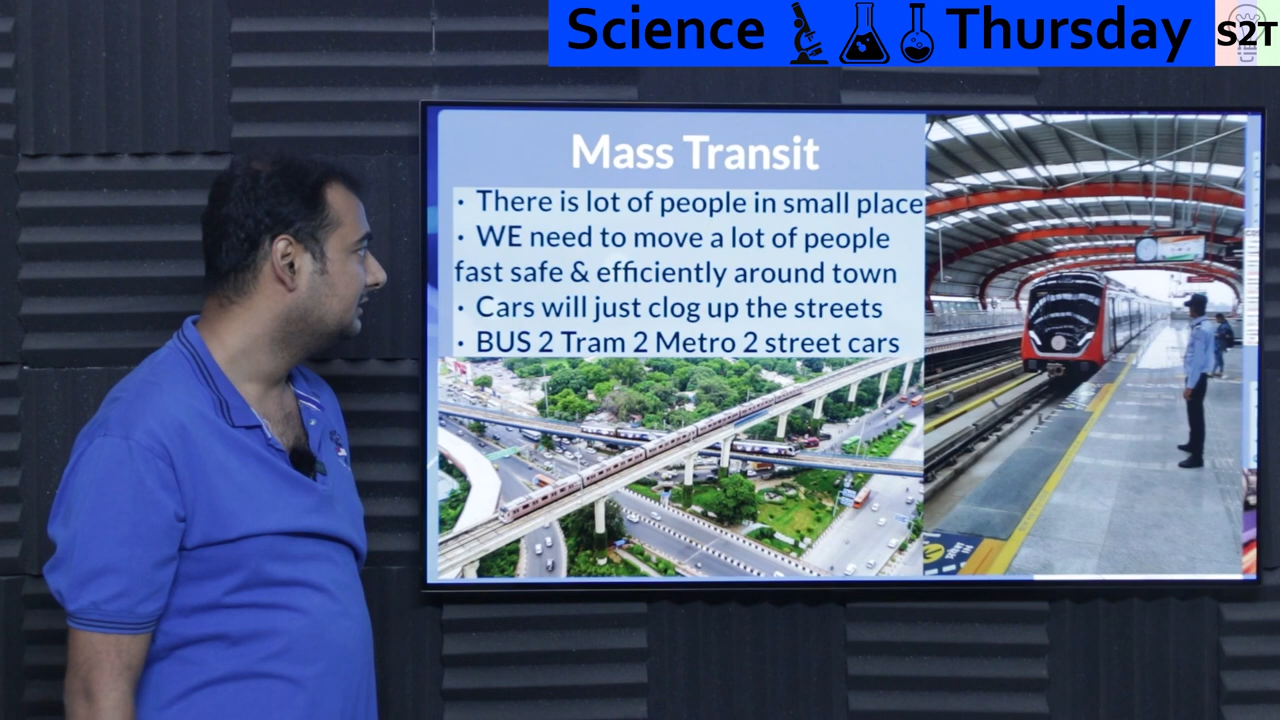 Science Thursday
S2T
Mass Transit
· There is lot of people in small place
· WE need to move a lot of people
fast safe & efficiently around town
· Cars will just clog up the streets
· BUS 2 Tram 2 Metro 2 street cars